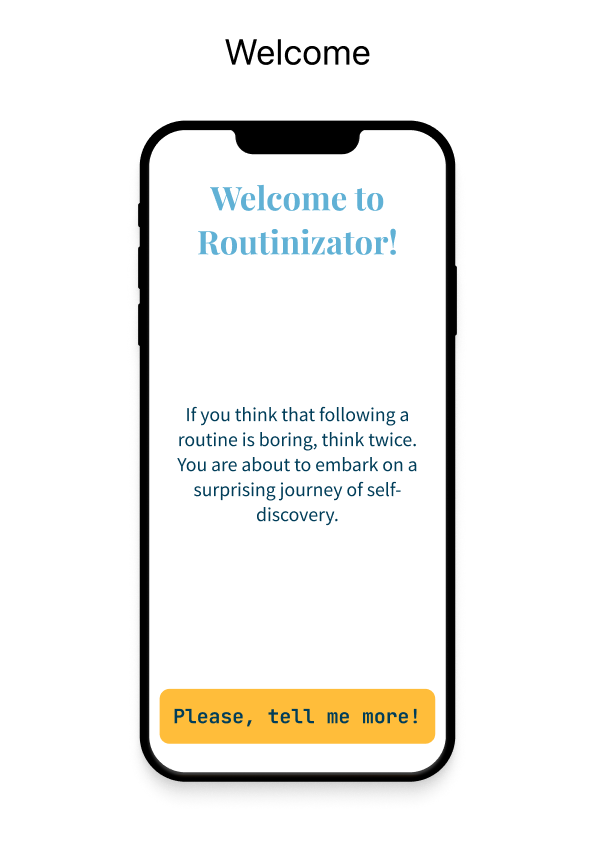 Welcome
Welcome to
Routinizator!
If you think that following a
routine is boring, think twice.
You are about to embark on a
surprising journey of self-
discovery.
Please, tell me more!